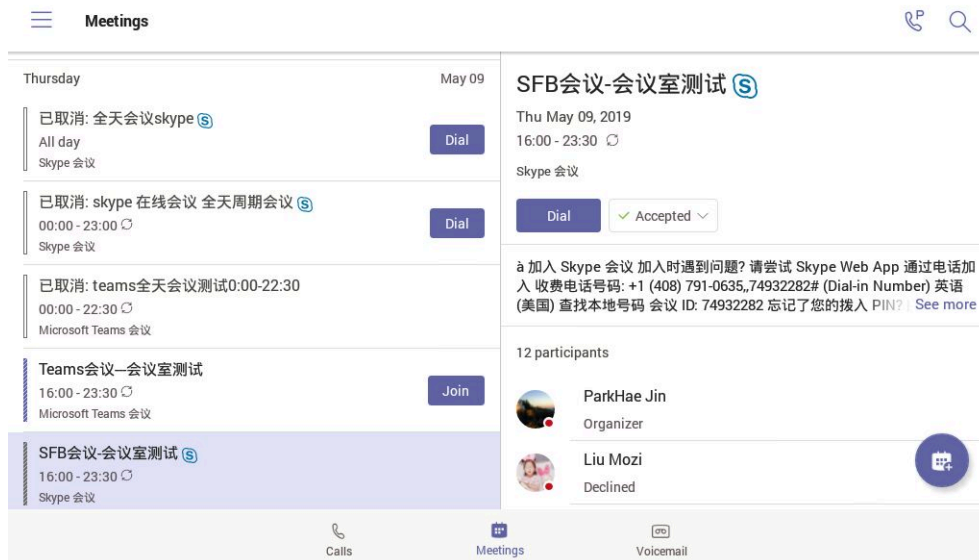 Meetings
P
Thursday
May 09
已取消: 全天会议skype
All day
Skype 会议
Dial
已取消: skype 在线会议 全天周期会议
00:00 - 23:00
Skype 会议
Dial
已取消: teams全天会议测试0:00-22:30
00:00 - 22:30
Microsoft Teams 会议
Teams会议—会议室测试
16:00 - 23:30
Microsoft Teams 会议
Join
SFB会议-会议室测试
16:00 - 23:30
Skype 会议
SFB会议-会议室测试
Thu May 09, 2019
16:00 - 23:30
Skype 会议
Dial
Accepted
à 加入 Skype 会议 加入时遇到问题? 请尝试 Skype Web App 通过电话加
入 收费电话号码: +1 (408) 791-0635,,74932282# (Dial-in Number) 英语
(美国) 查找本地号码 会议 ID: 74932282 忘记了您的拨入 PIN? See more
12 participants
ParkHae Jin
Organizer
Liu Mozi
Declined
Calls
Meetings
Voicemail